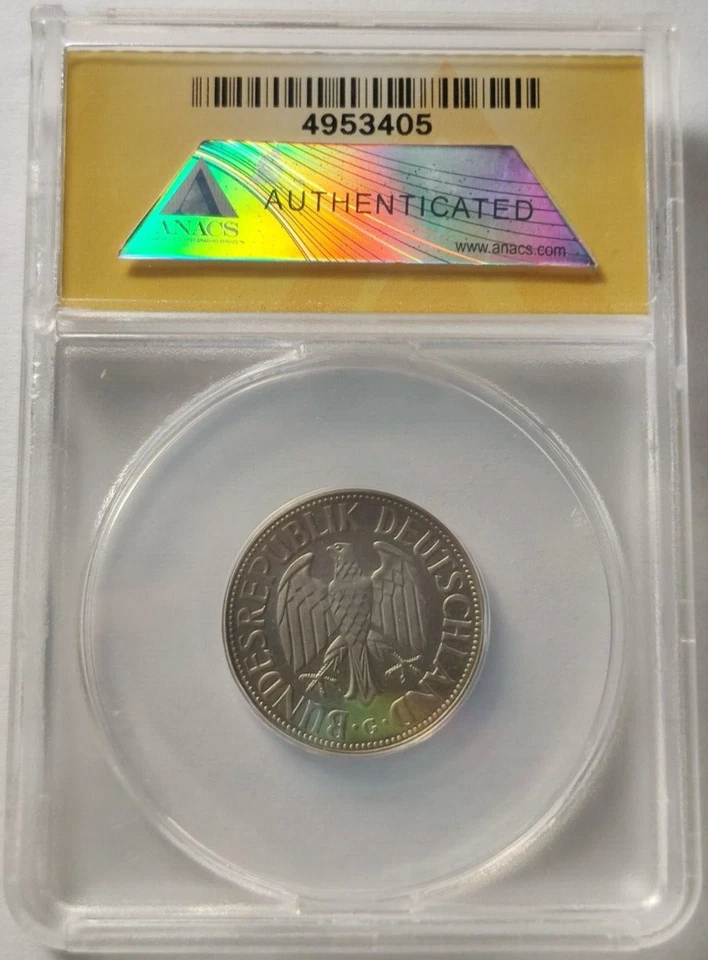 4953405
ANACS
AUTHENTICATED
www.anacs.com
BUNDESREPUBLIK DEUTSCHLAND
· G ·